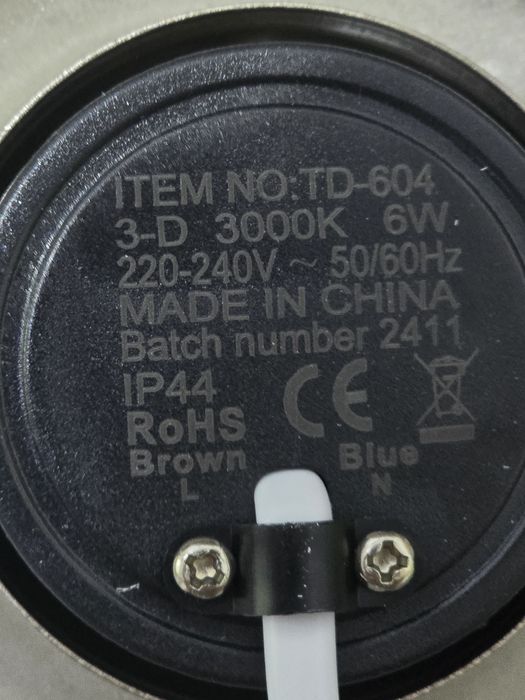 ITEM NO:TD-604
3-D 3000K 6W
220-240V ~ 50/60Hz
MADE IN CHINA
Batch number 2411
IP44 CE
RoHS
Brown Blue
L N